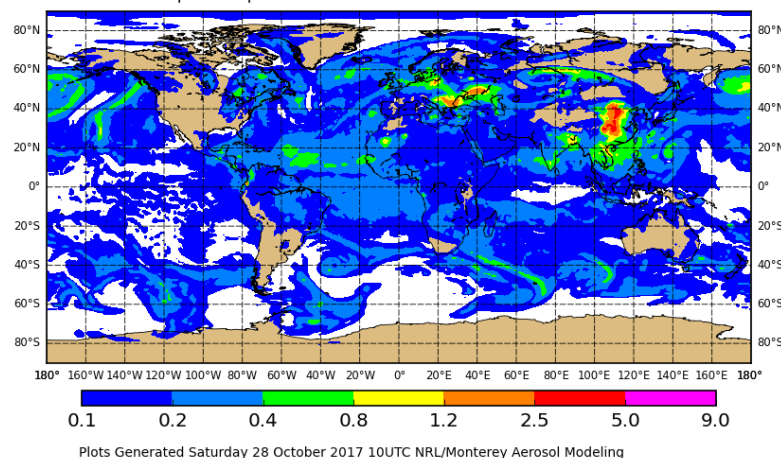 80°N 80°N
60°N 60°N
40°N 40°N
20°N 20°N
0° 0°
20°S 20°S
40°S 40°S
60°S 60°S
80°S 80°S
180° 160°W 140°W 120°W 100°W 80°W 60°W 40°W 20°W 0° 20°E 40°E 60°E 80°E 100°E 120°E 140°E 160°E 180°
0.1 0.2 0.4 0.8 1.2 2.5 5.0 9.0
Plots Generated Saturday 28 October 2017 10UTC NRL/Monterey Aerosol Modeling